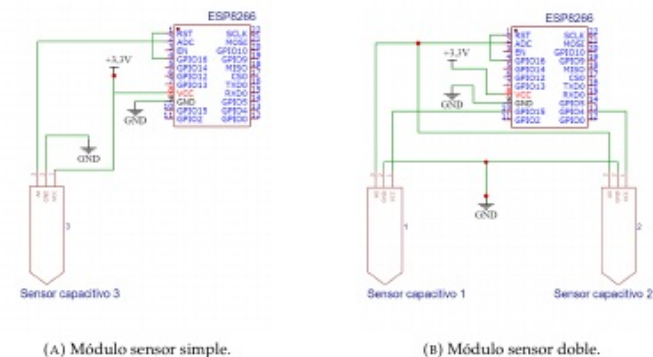 ESP8266
RST SCLK
ADC MOSI
EN GPIO10
GPIO16 GPIO9
GPIO14 MISO
GPIO12 CS0
GPIO13 TXD0
VCC RXD0
GND GPIO5
GPIO15 GPIO4
GPIO2 GPIO0
+3,3V
GND
GND
3
Sensor capacitivo 3
(A) Módulo sensor simple.
ESP8266
RST SCLK
ADC MOSI
EN GPIO10
GPIO16 GPIO9
GPIO14 MISO
GPIO12 CS0
GPIO13 TXD0
VCC RXD0
GND GPIO5
GPIO15 GPIO4
GPIO2 GPIO0
+3,3V
GND
GND
1
2
Sensor capacitivo 1
Sensor capacitivo 2
(B) Módulo sensor doble.